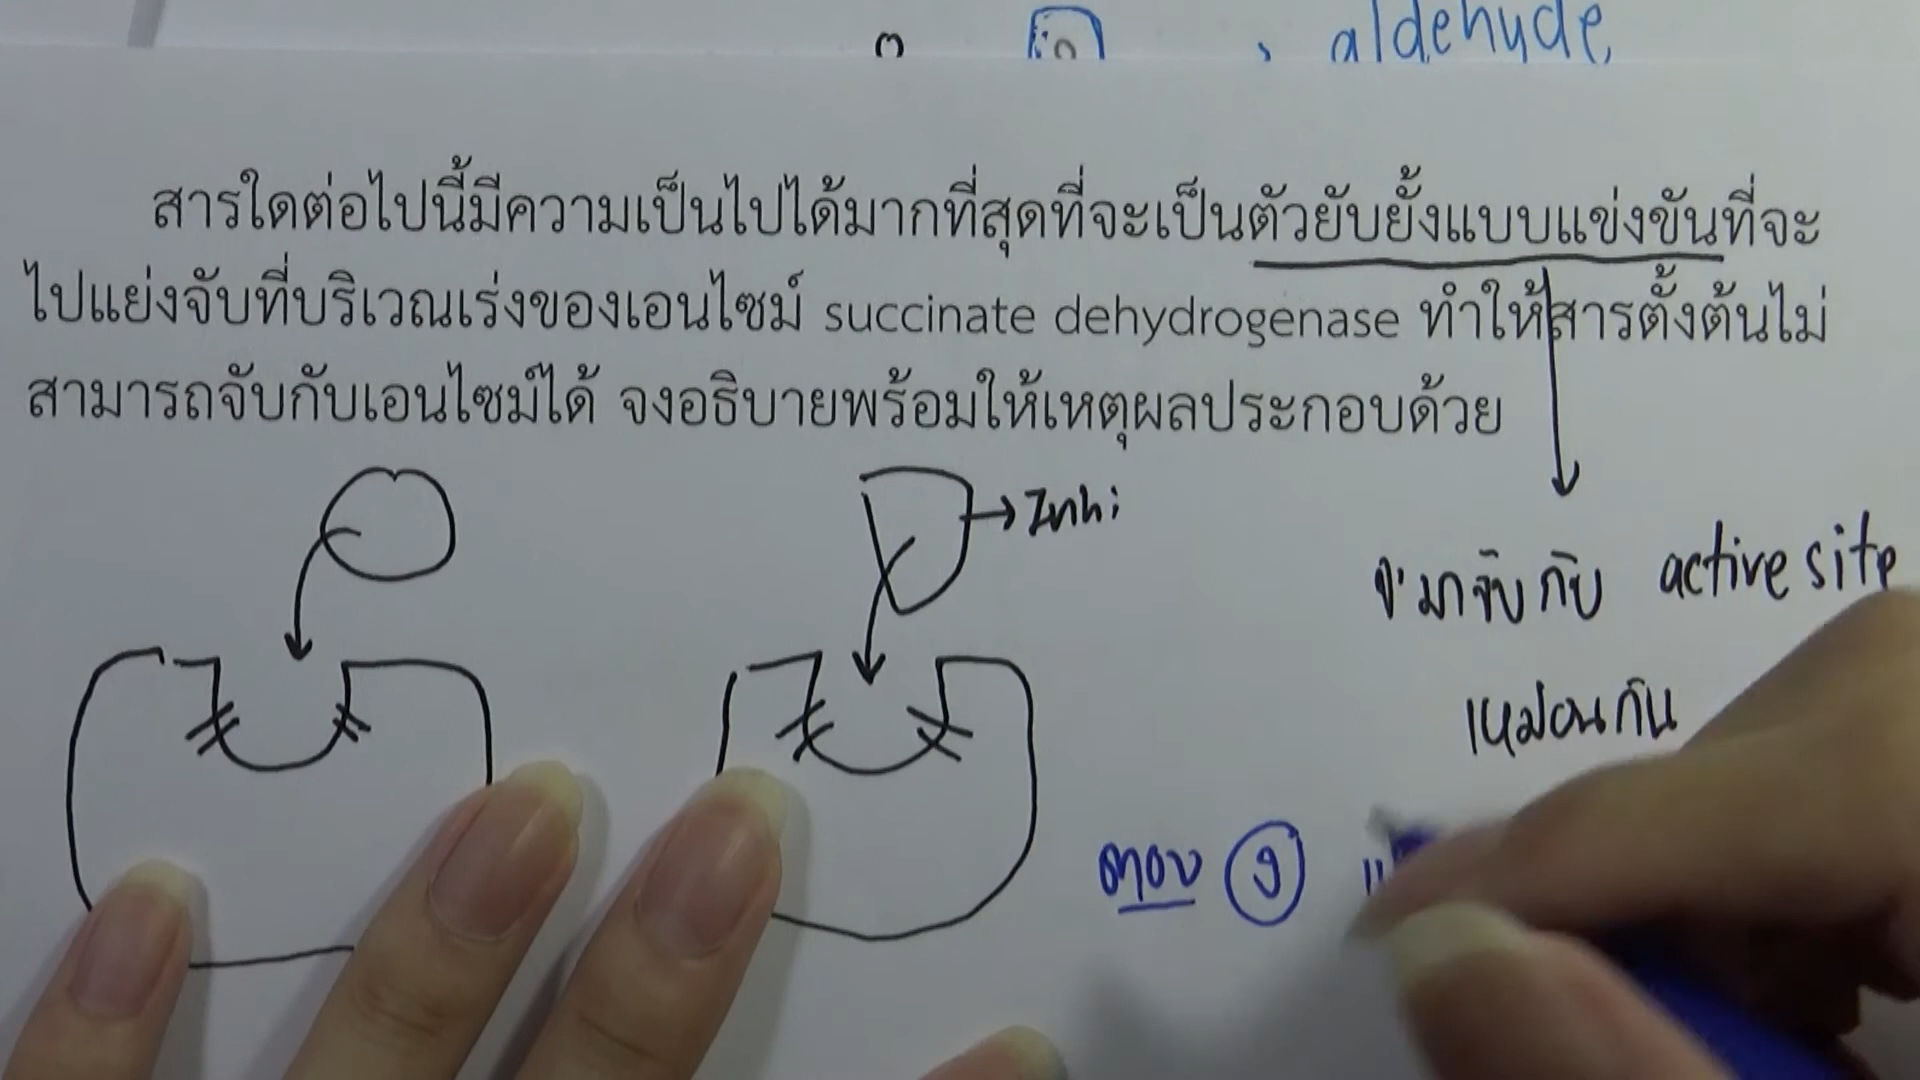 aldehyde
สารใดต่อไปนี้มีความเป็นไปได้มากที่สุดที่จะเป็นตัวยับยั้งแบบแข่งขันที่จะ
ไปแย่งจับที่บริเวณเร่งของเอนไซม์ succinate dehydrogenase ทำให้สารตั้งต้นไม่
สามารถจับกับเอนไซม์ได้ จงอธิบายพร้อมให้เหตุผลประกอบด้วย
Inhi
จะมาจับกับ active site
เหมือนกัน
ตอบ ง